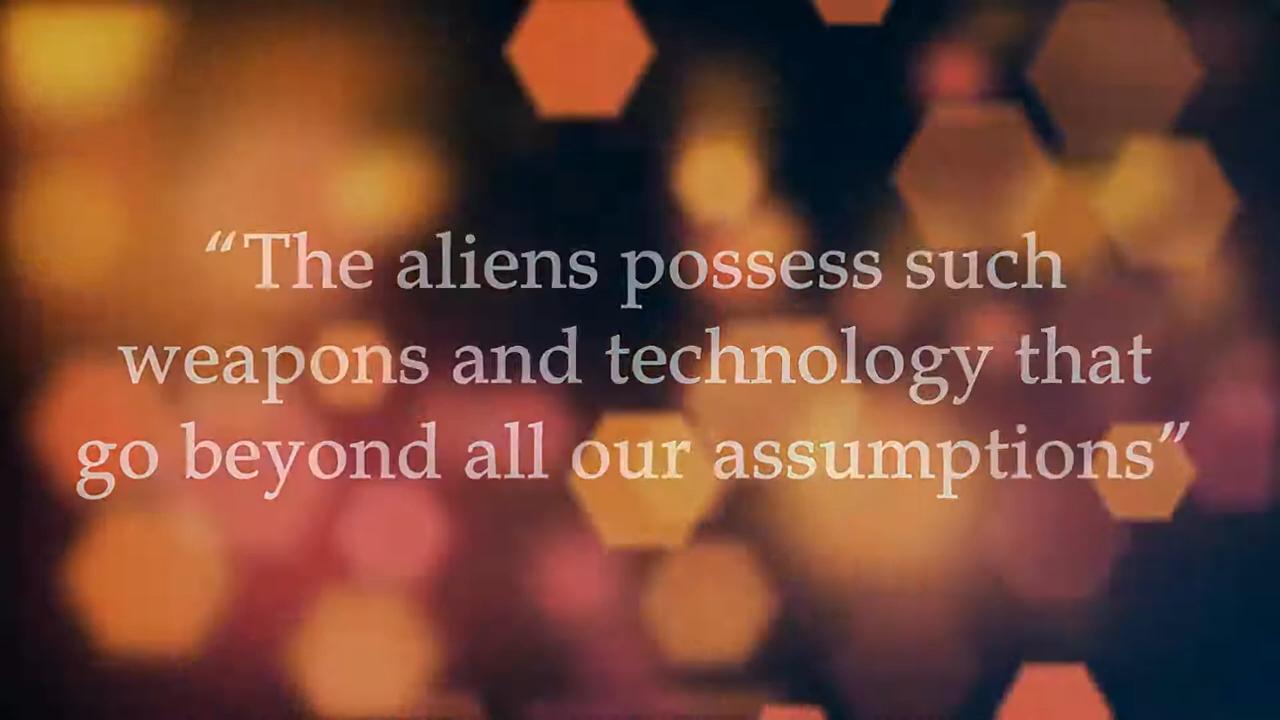 “The aliens possess such
weapons and technology that
go beyond all our assumptions”